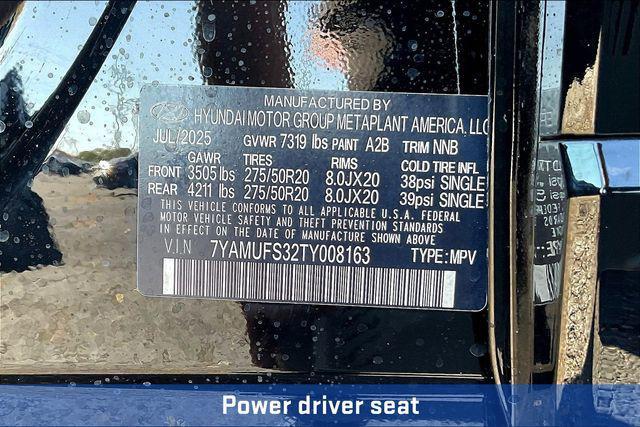 MANUFACTURED BY
HYUNDAI MOTOR GROUP METAPLANT AMERICA, LLC
JUL/2025 GVWR 7319 lbs PAINT A2B TRIM NNB
GAWR TIRES RIMS COLD TIRE INFL
FRONT 3505 lbs 275/50R20 8.0JX20 38psi SINGLE
REAR 4211 lbs 275/50R20 8.0JX20 39psi SINGLE
THIS VEHICLE CONFORMS TO ALL APPLICABLE U.S.A. FEDERAL
MOTOR VEHICLE SAFETY AND THEFT PREVENTION STANDARDS
IN EFFECT ON THE DATE OF MANUFACTURE SHOWN ABOVE
V.I.N 7YAMUFS32TY008163 TYPE: MPV
Power driver seat